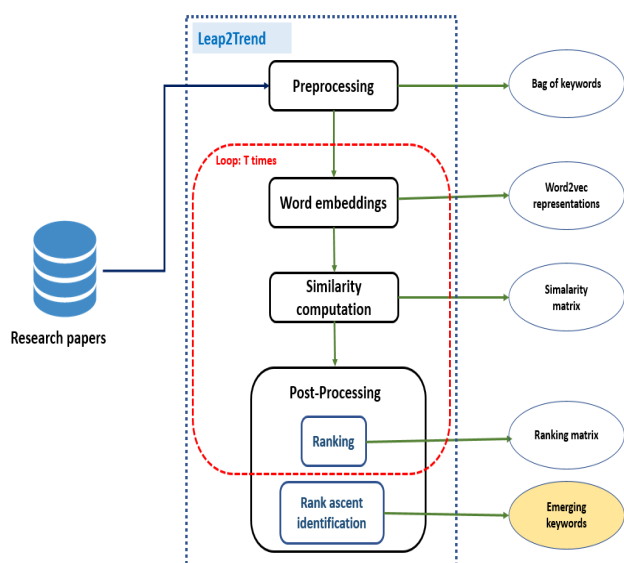 Leap2Trend
Preprocessing
Bag of keywords
Loop: T times
Word embeddings
Word2vec
representations
Similarity
computation
Simalarity
matrix
Research papers
Post-Processing
Ranking
Ranking matrix
Rank ascent
identification
Emerging
keywords